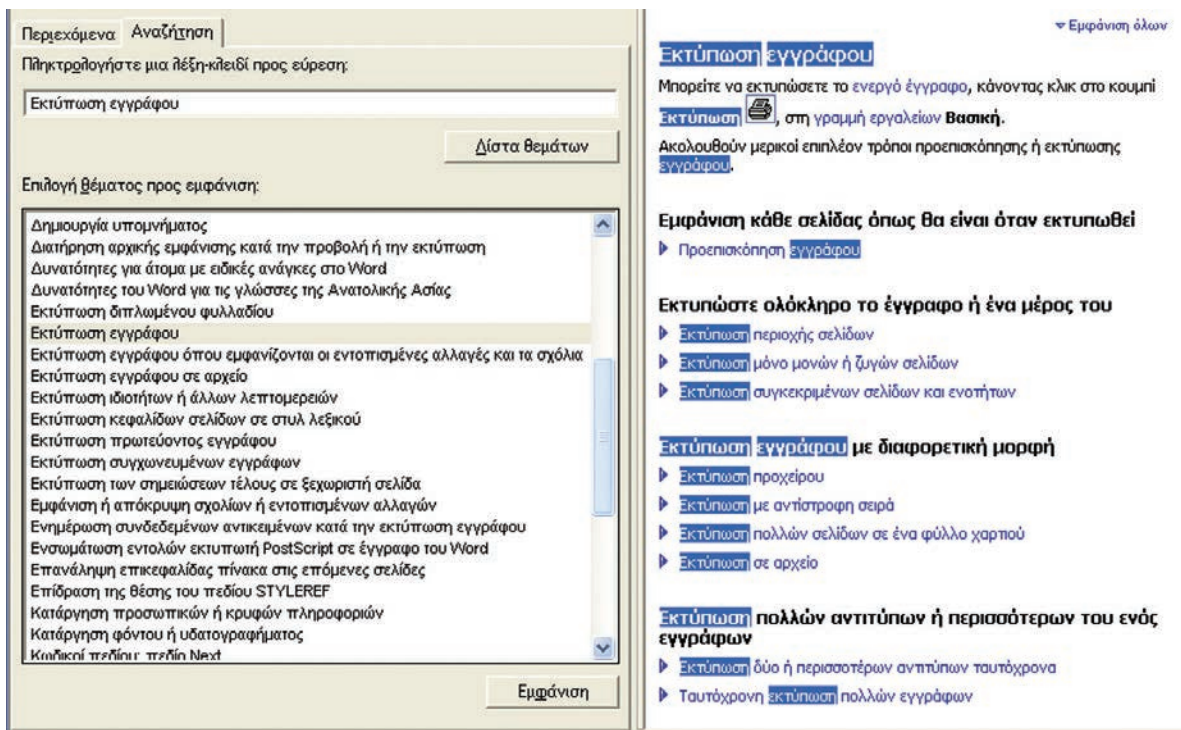 Περιεχόμενα Αναζήτηση
Πληκτρολογήστε μια λέξη-κλειδί προς εύρεση:
Εκτύπωση εγγράφου
Λίστα θεμάτων
Επιλογή θέματος προς εμφάνιση:
Δημιουργία υπομνήματος
Διατήρηση αρχικής εμφάνισης κατά την προβολή ή την εκτύπωση
Δυνατότητες για άτομα με ειδικές ανάγκες στο Word
Δυνατότητες του Word για τις γλώσσες της Ανατολικής Ασίας
Εκτύπωση διπλωμένου φυλλαδίου
Εκτύπωση εγγράφου
Εκτύπωση εγγράφου όπου εμφανίζονται οι εντοπισμένες αλλαγές και τα σχόλια
Εκτύπωση εγγράφου σε αρχείο
Εκτύπωση ιδιοτήτων ή άλλων λεπτομερειών
Εκτύπωση κεφαλίδων σελίδων σε στυλ λεξικού
Εκτύπωση πρωτεύοντος εγγράφου
Εκτύπωση συγχωνευμένων εγγράφων
Εκτύπωση των σημειώσεων τέλους σε ξεχωριστή σελίδα
Εμφάνιση ή απόκρυψη σχολίων ή εντοπισμένων αλλαγών
Ενημέρωση συνδεδεμένων αντικειμένων κατά την εκτύπωση εγγράφου
Ενσωμάτωση εντολών εκτυπωτή PostScript σε έγγραφο του Word
Επανάληψη επικεφαλίδας πίνακα στις επόμενες σελίδες
Επίδραση της θέσης του πεδίου STYLEREF
Κατάργηση προσωπικών ή κρυφών πληροφοριών
Κατάργηση φόντου ή υδατογραφήματος
Κωδικοί πεδίου: πεδίο Next
Εμφάνιση
Εμφάνιση όλων
Εκτύπωση εγγράφου
Μπορείτε να εκτυπώσετε το ενεργό έγγραφο, κάνοντας κλικ στο κουμπί
Εκτύπωση , στη γραμμή εργαλείων Βασική.
Ακολουθούν μερικοί επιπλέον τρόποι προεπισκόπησης ή εκτύπωσης
εγγράφου.
Εμφάνιση κάθε σελίδας όπως θα είναι όταν εκτυπωθεί
Προεπισκόπηση εγγράφου
Εκτυπώστε ολόκληρο το έγγραφο ή ένα μέρος του
Εκτύπωση περιοχής σελίδων
Εκτύπωση μόνο μονών ή ζυγών σελίδων
Εκτύπωση συγκεκριμένων σελίδων και ενοτήτων
Εκτύπωση εγγράφου με διαφορετική μορφή
Εκτύπωση προχείρου
Εκτύπωση με αντίστροφη σειρά
Εκτύπωση πολλών σελίδων σε ένα φύλλο χαρτιού
Εκτύπωση σε αρχείο
Εκτύπωση πολλών αντιτύπων ή περισσότερων του ενός
εγγράφων
Εκτύπωση δύο ή περισσοτέρων αντιτύπων ταυτόχρονα
Ταυτόχρονη εκτύπωση πολλών εγγράφων